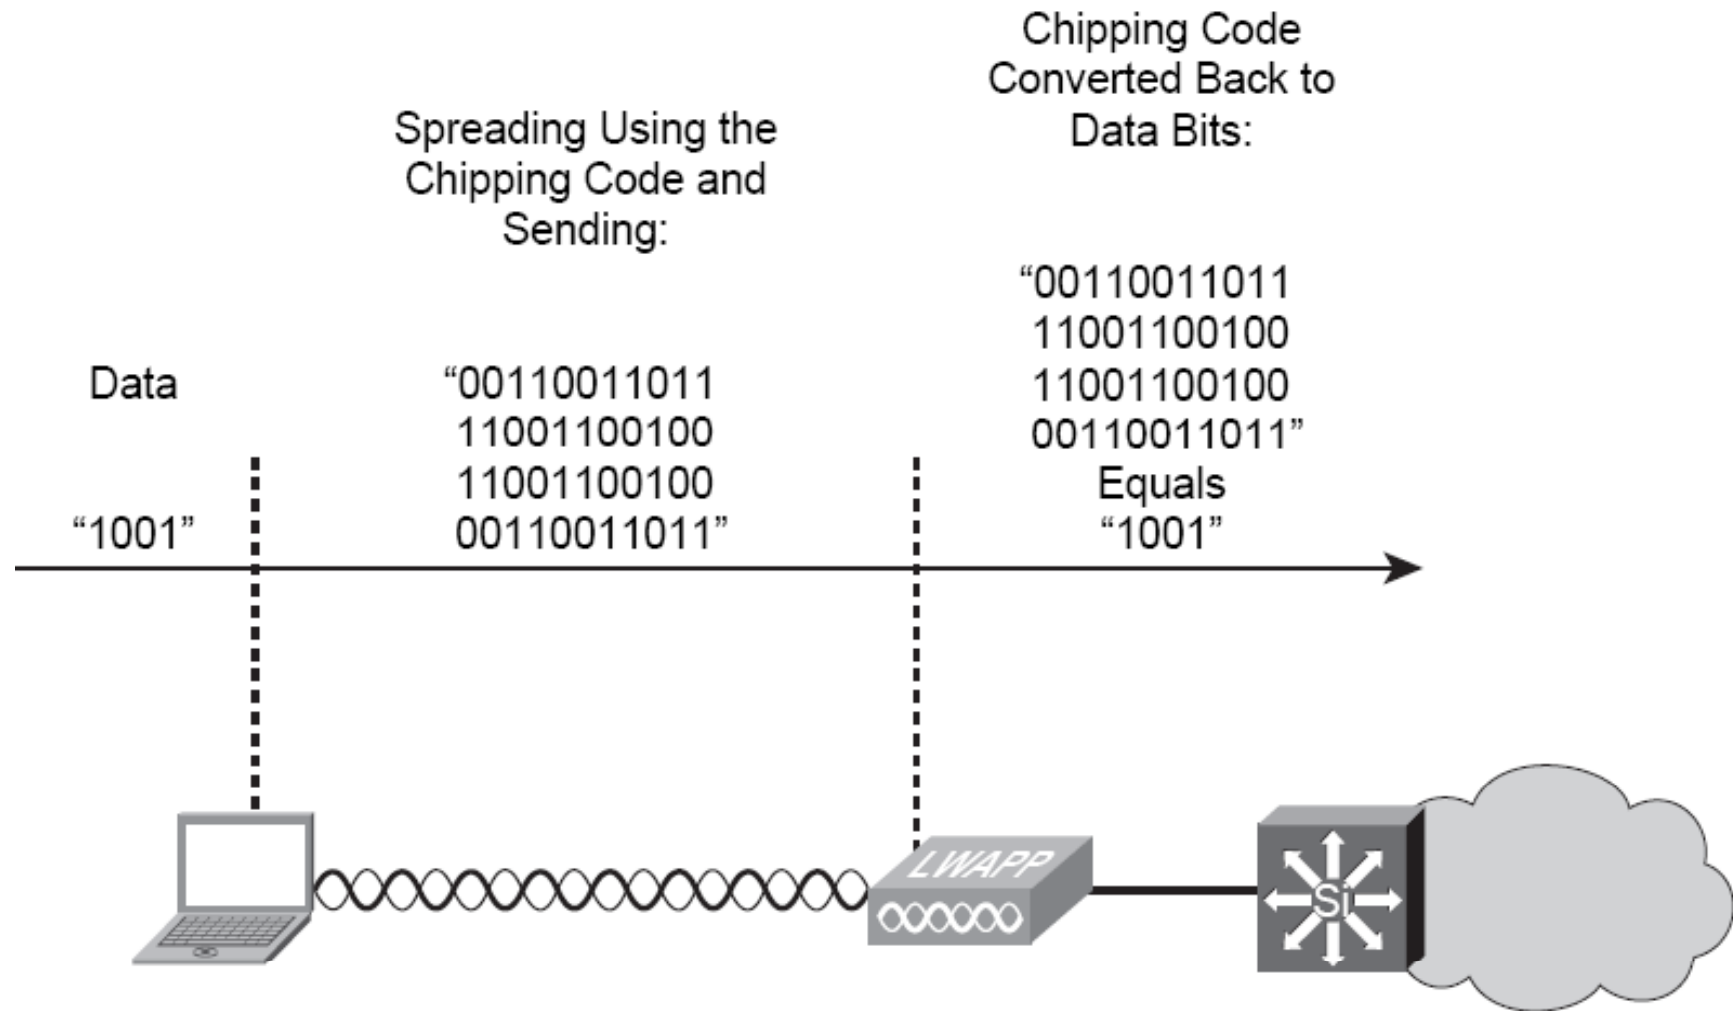 Data
“1001”
Spreading Using the
Chipping Code and
Sending:
“00110011011
11001100100
11001100100
00110011011”
Chipping Code
Converted Back to
Data Bits:
“00110011011
11001100100
11001100100
00110011011”
Equals
“1001”
LWAPP
Si